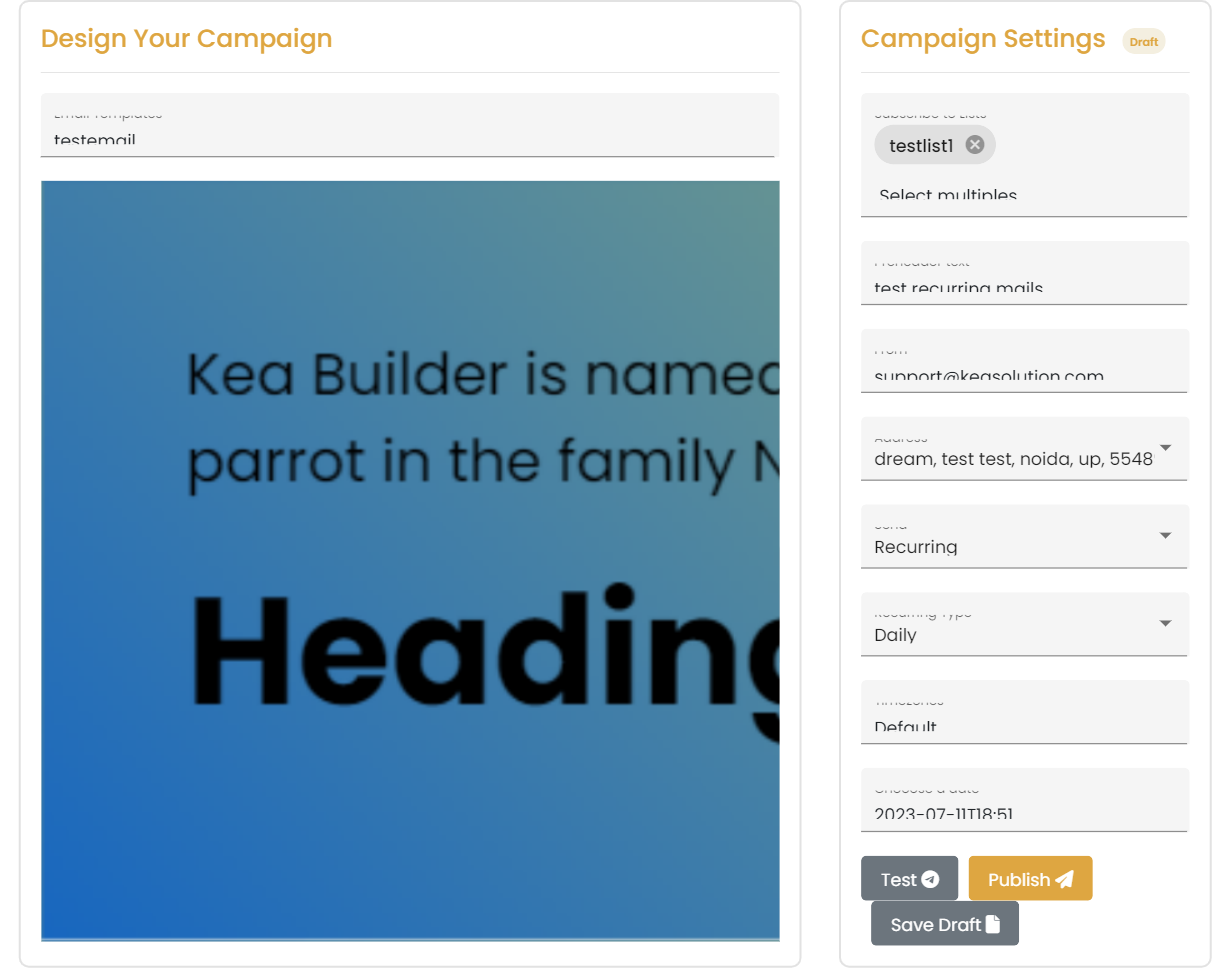 Design Your Campaign
Email Templates
testemail
Kea Builder is named
parrot in the family N
Heading
Campaign Settings Draft
Subscribe to Lists
testlist1
Select multiples
Preheader text
test recurring mails
From
support@keasolution.com
Address
dream, test test, noida, up, 5548
Send
Recurring
Recurring Type
Daily
Timezones
Default
Choose a date
2023-07-11T18:51
Test
Publish
Save Draft